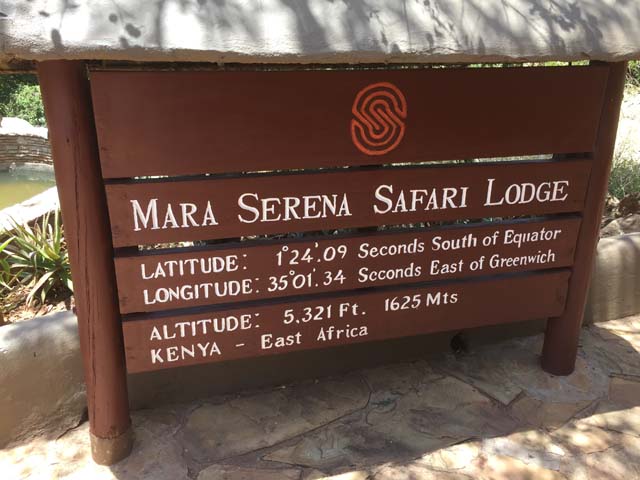 MARA SERENA SAFARI LODGE
LATITUDE: 1°24'.09 Seconds South of Equator
LONGITUDE: 35°01'.34 Seconds East of Greenwich
ALTITUDE: 5,321 Ft. 1625 Mts
KENYA - East Africa